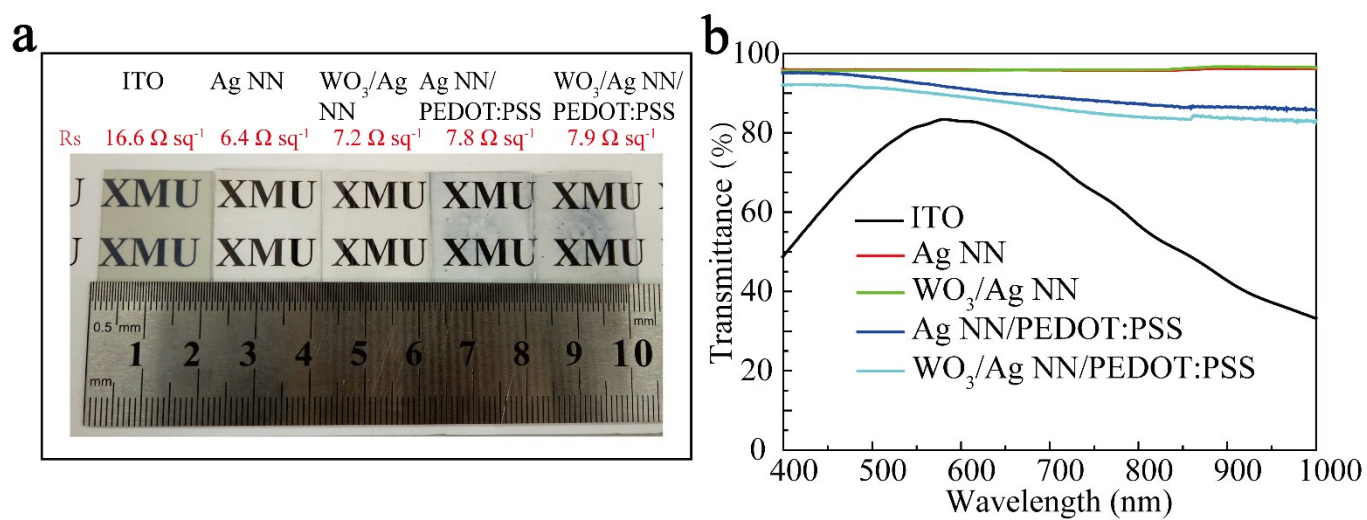 a
ITO Ag NN WO₃/Ag NN Ag NN/PEDOT:PSS WO₃/Ag NN/PEDOT:PSS
Rs 16.6 Ω sq⁻¹ 6.4 Ω sq⁻¹ 7.2 Ω sq⁻¹ 7.8 Ω sq⁻¹ 7.9 Ω sq⁻¹
U XMU XMU XMU XMU XMU
U XMU XMU XMU XMU XMU
0.5 mm mm
1 2 3 4 5 6 7 8 9 10
mm
b
100
80
60
40
20
0
Transmittance (%)
ITO
Ag NN
WO₃/Ag NN
Ag NN/PEDOT:PSS
WO₃/Ag NN/PEDOT:PSS
400 500 600 700 800 900 1000
Wavelength (nm)